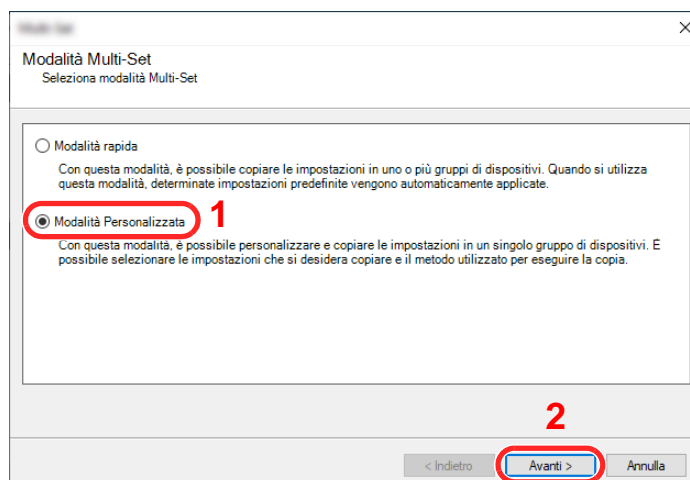 Modalità Multi-Set
Seleziona modalità Multi-Set
Modalità rapida
Con questa modalità, è possibile copiare le impostazioni in uno o più gruppi di dispositivi. Quando si utilizza
questa modalità, determinate impostazioni predefinite vengono automaticamente applicate.
Modalità Personalizzata 1
Con questa modalità, è possibile personalizzare e copiare le impostazioni in un singolo gruppo di dispositivi. È
possibile selezionare le impostazioni che si desidera copiare e il metodo utilizzato per eseguire la copia.
2
< Indietro Avanti > Annulla